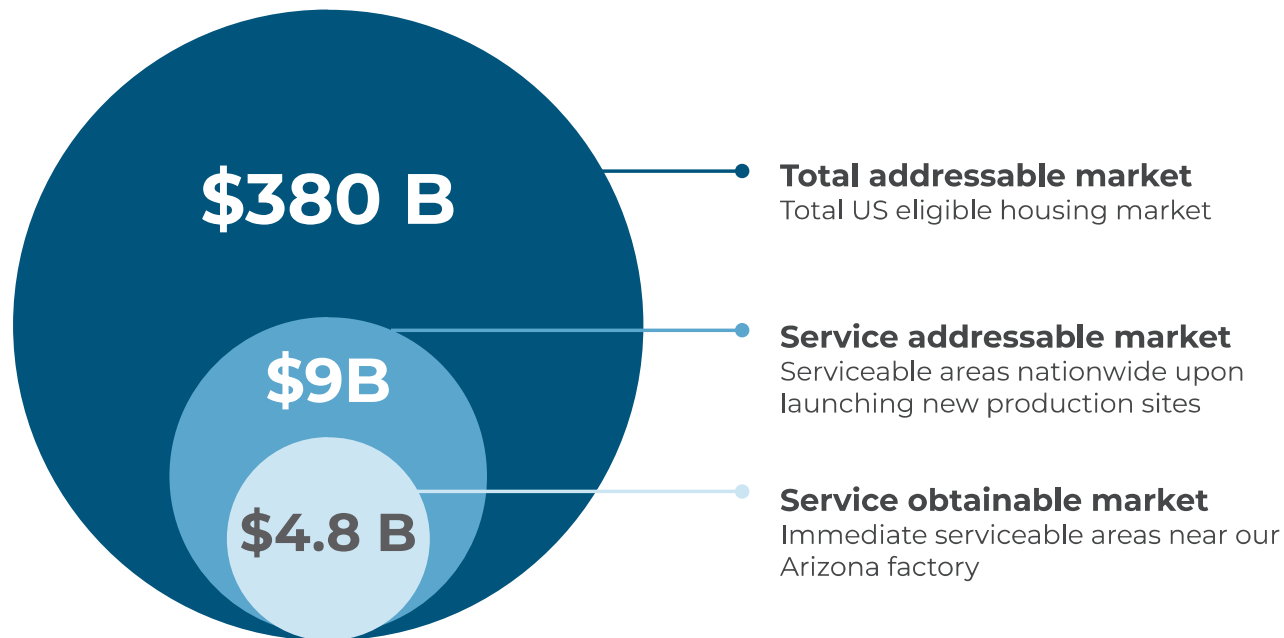 $380 B
Total addressable market
Total US eligible housing market
$9B
Service addressable market
Serviceable areas nationwide upon
launching new production sites
$4.8 B
Service obtainable market
Immediate serviceable areas near our
Arizona factory